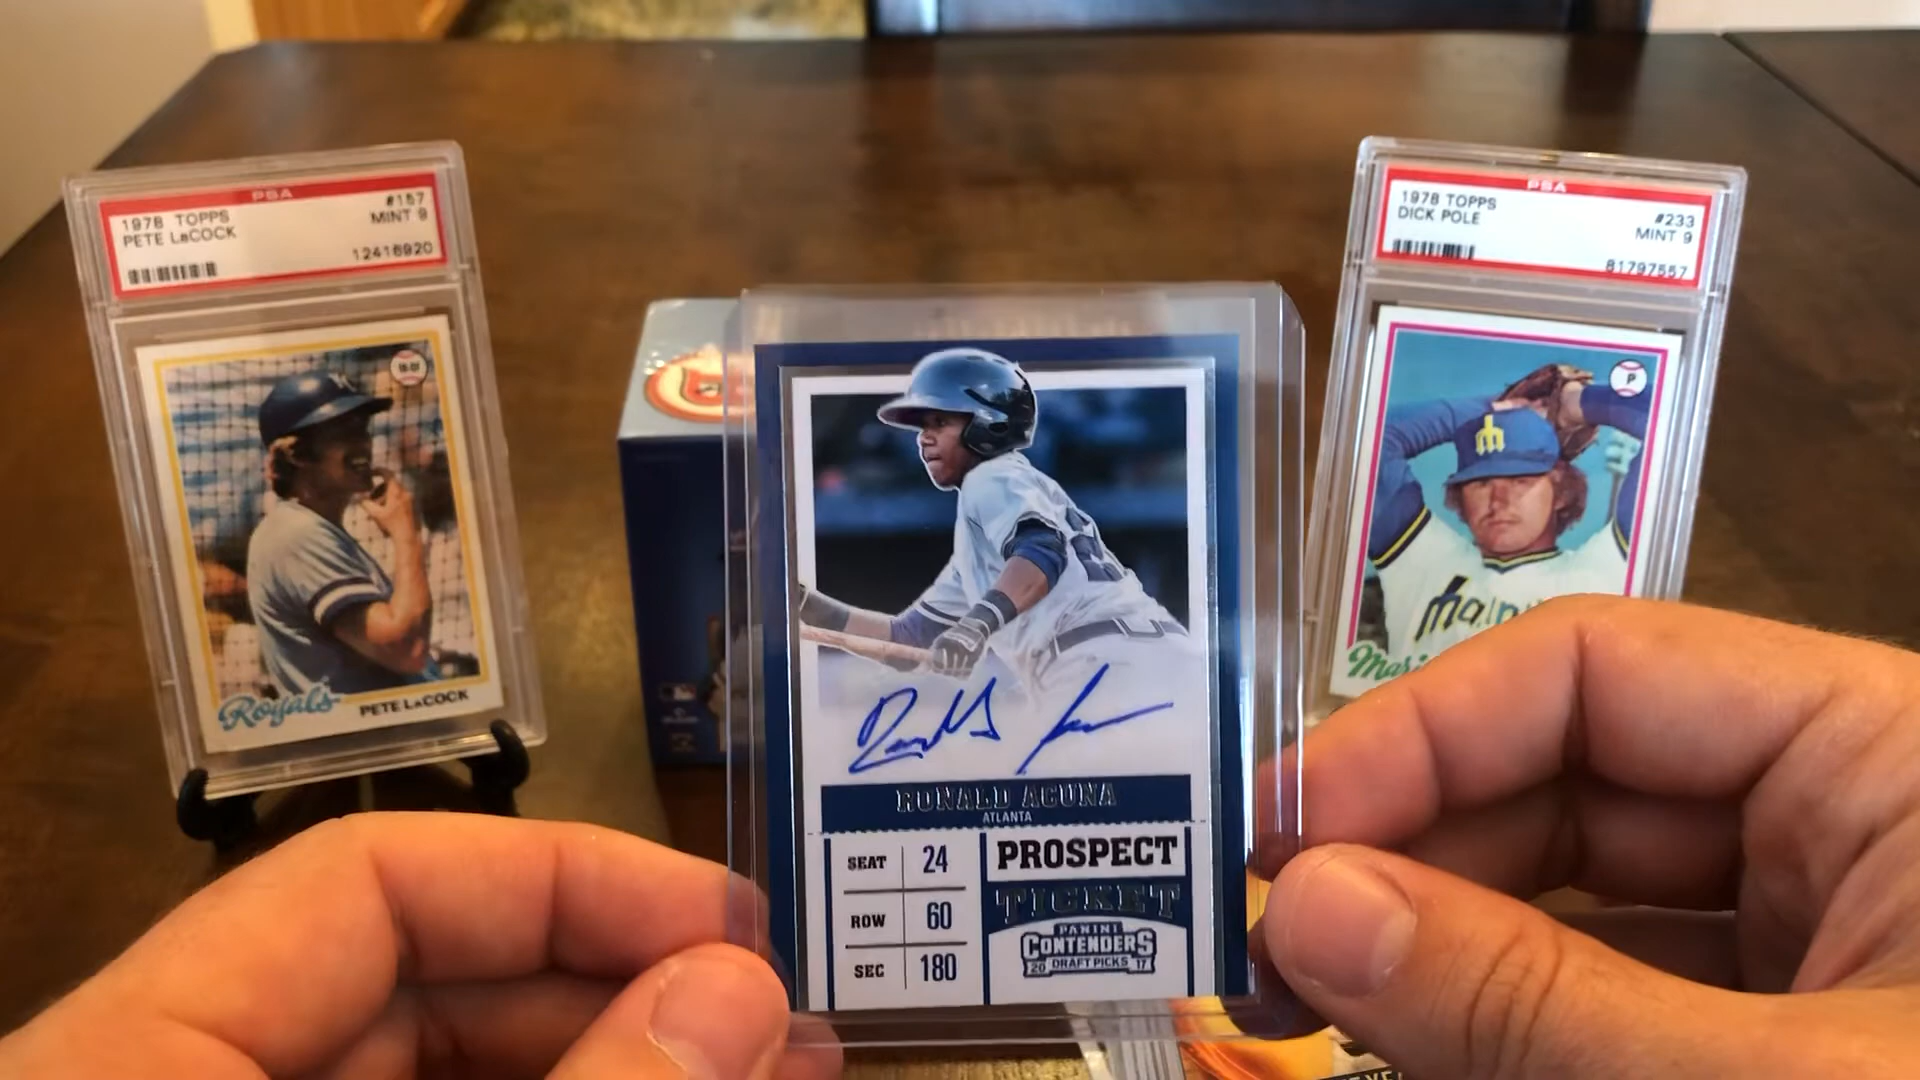 PSA
1978 TOPPS
#157
PETE LaCOCK
MINT 9
12416920
1B-OF
Royals
PETE LaCOCK
PSA
1978 TOPPS
#233
DICK POLE
MINT 9
81797557
P
RONALD ACUNA
ATLANTA
SEAT 24
ROW 60
SEC 180
PROSPECT
TICKET
PANINI
CONTENDERS
20 DRAFT PICKS 17